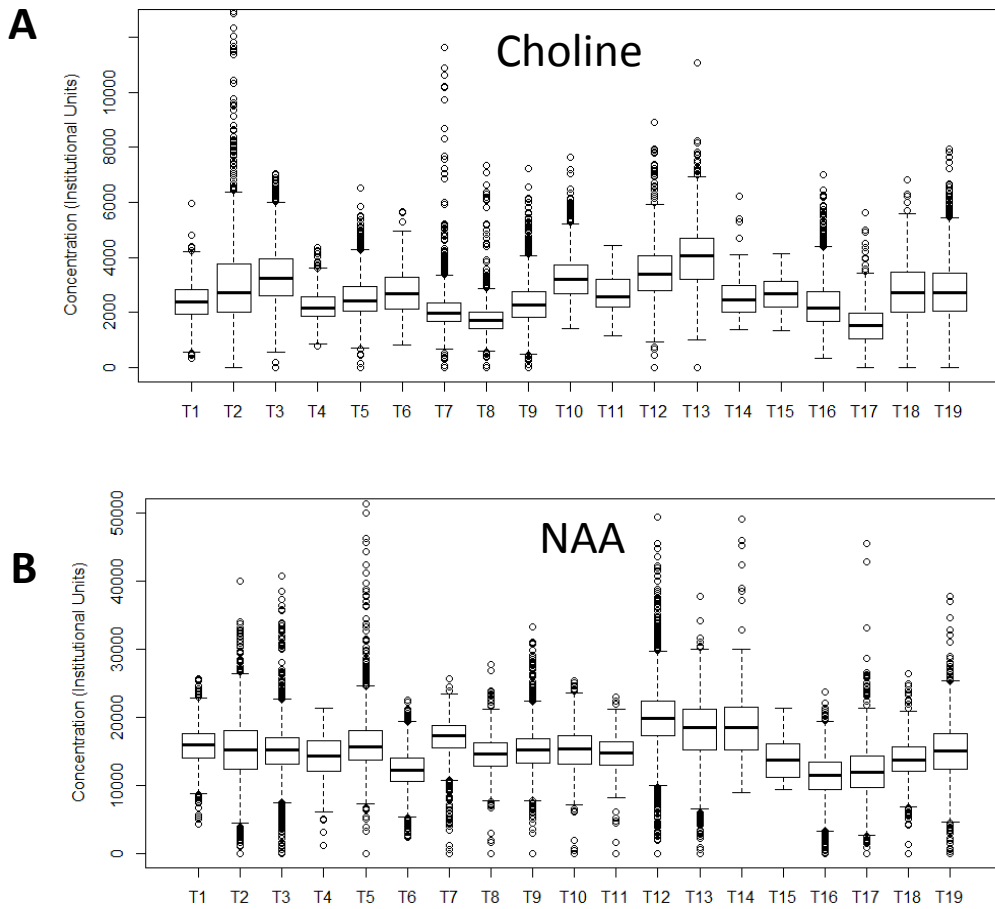 A
Choline
Concentration (Institutional Units)
10000
8000
6000
4000
2000
0
T1 T2 T3 T4 T5 T6 T7 T8 T9 T10 T11 T12 T13 T14 T15 T16 T17 T18 T19
B
NAA
Concentration (Institutional Units)
50000
40000
30000
20000
10000
0
T1 T2 T3 T4 T5 T6 T7 T8 T9 T10 T11 T12 T13 T14 T15 T16 T17 T18 T19